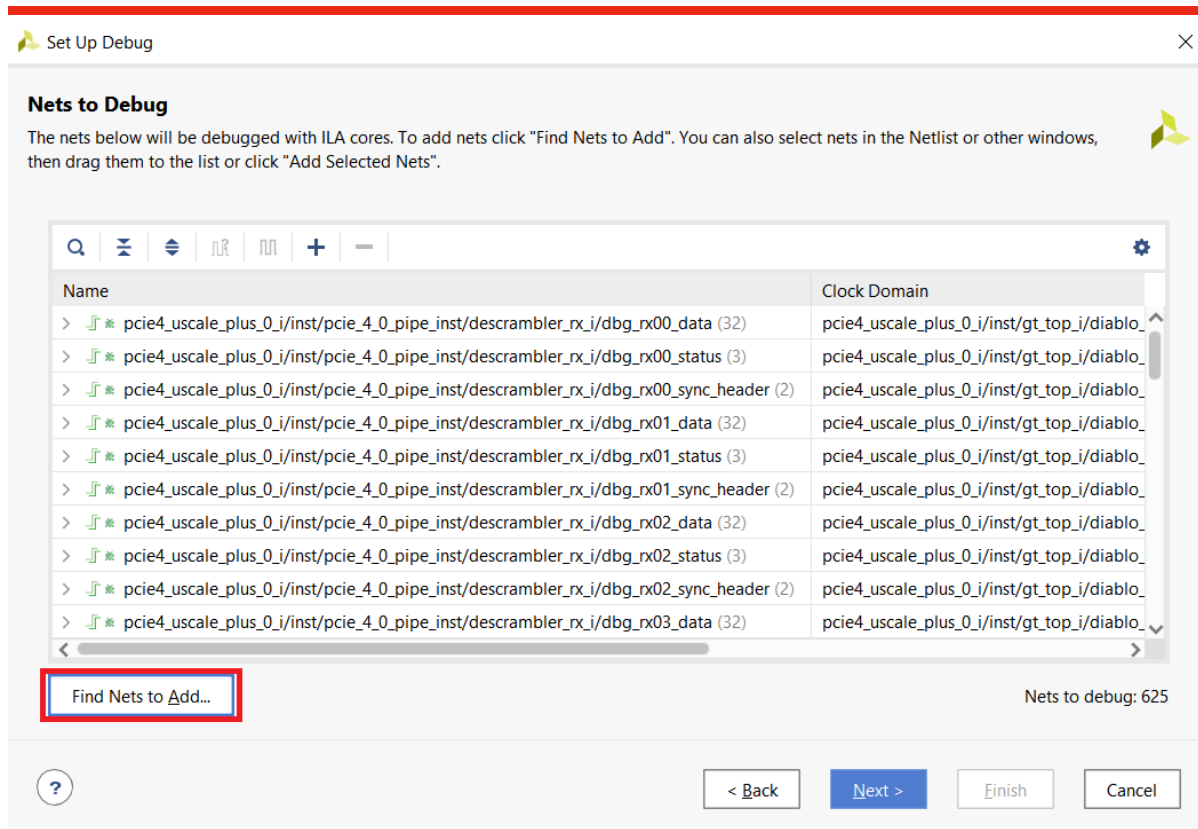 Set Up Debug
Nets to Debug
The nets below will be debugged with ILA cores. To add nets click "Find Nets to Add". You can also select nets in the Netlist or other windows,
then drag them to the list or click "Add Selected Nets".
Name Clock Domain
pcie4_uscale_plus_0_i/inst/pcie_4_0_pipe_inst/descrambler_rx_i/dbg_rx00_data (32) pcie4_uscale_plus_0_i/inst/gt_top_i/diablo_
pcie4_uscale_plus_0_i/inst/pcie_4_0_pipe_inst/descrambler_rx_i/dbg_rx00_status (3) pcie4_uscale_plus_0_i/inst/gt_top_i/diablo_
pcie4_uscale_plus_0_i/inst/pcie_4_0_pipe_inst/descrambler_rx_i/dbg_rx00_sync_header (2) pcie4_uscale_plus_0_i/inst/gt_top_i/diablo_
pcie4_uscale_plus_0_i/inst/pcie_4_0_pipe_inst/descrambler_rx_i/dbg_rx01_data (32) pcie4_uscale_plus_0_i/inst/gt_top_i/diablo_
pcie4_uscale_plus_0_i/inst/pcie_4_0_pipe_inst/descrambler_rx_i/dbg_rx01_status (3) pcie4_uscale_plus_0_i/inst/gt_top_i/diablo_
pcie4_uscale_plus_0_i/inst/pcie_4_0_pipe_inst/descrambler_rx_i/dbg_rx01_sync_header (2) pcie4_uscale_plus_0_i/inst/gt_top_i/diablo_
pcie4_uscale_plus_0_i/inst/pcie_4_0_pipe_inst/descrambler_rx_i/dbg_rx02_data (32) pcie4_uscale_plus_0_i/inst/gt_top_i/diablo_
pcie4_uscale_plus_0_i/inst/pcie_4_0_pipe_inst/descrambler_rx_i/dbg_rx02_status (3) pcie4_uscale_plus_0_i/inst/gt_top_i/diablo_
pcie4_uscale_plus_0_i/inst/pcie_4_0_pipe_inst/descrambler_rx_i/dbg_rx02_sync_header (2) pcie4_uscale_plus_0_i/inst/gt_top_i/diablo_
pcie4_uscale_plus_0_i/inst/pcie_4_0_pipe_inst/descrambler_rx_i/dbg_rx03_data (32) pcie4_uscale_plus_0_i/inst/gt_top_i/diablo_
Find Nets to Add... Nets to debug: 625
? < Back Next > Finish Cancel